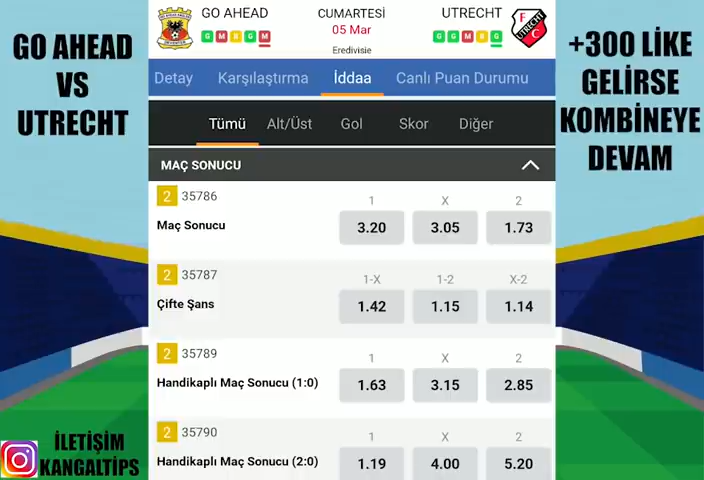 GO AHEAD
VS
UTRECHT
GO AHEAD
G M M G M
CUMARTESİ
05 Mar
Eredivisie
UTRECHT
G G M M G
FC
UTRECHT
+300 LİKE
GELİRSE
KOMBİNEYE
DEVAM
Detay Karşılaştırma İddaa Canlı Puan Durumu
Tümü Alt/Üst Gol Skor Diğer
MAÇ SONUCU
2 35786
1 X 2
Maç Sonucu
3.20 3.05 1.73
2 35787
1-X 1-2 X-2
Çifte Şans
1.42 1.15 1.14
2 35789
1 X 2
Handikaplı Maç Sonucu (1:0)
1.63 3.15 2.85
2 35790
1 X 2
Handikaplı Maç Sonucu (2:0)
1.19 4.00 5.20
İLETİŞİM
KANGALTİPS